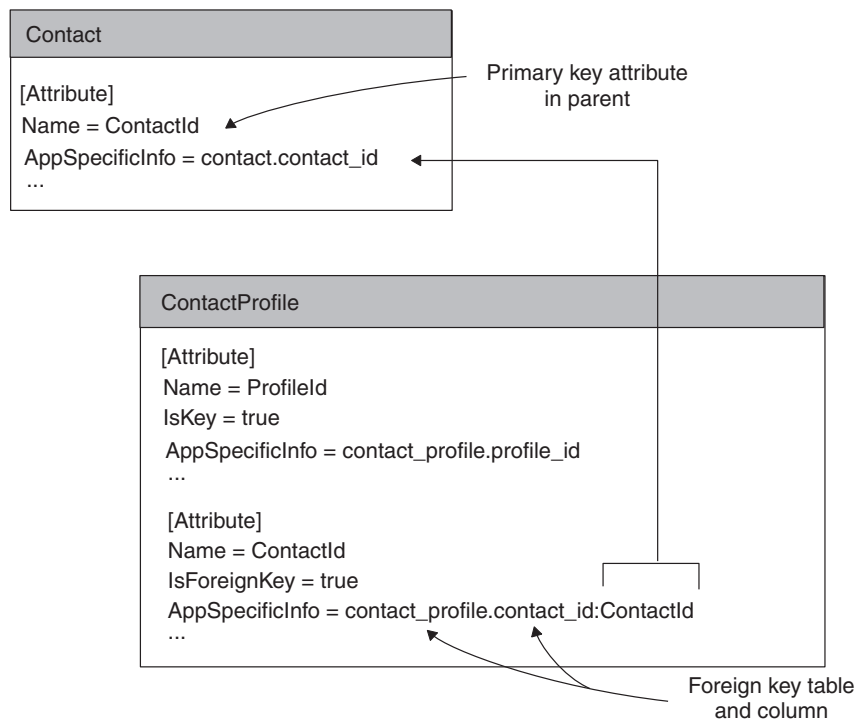 Contact
[Attribute]
Name = ContactId
AppSpecificInfo = contact.contact_id
...
Primary key attribute
in parent
ContactProfile
[Attribute]
Name = ProfileId
IsKey = true
AppSpecificInfo = contact_profile.profile_id
...
[Attribute]
Name = ContactId
IsForeignKey = true
AppSpecificInfo = contact_profile.contact_id:ContactId
...
Foreign key table
and column